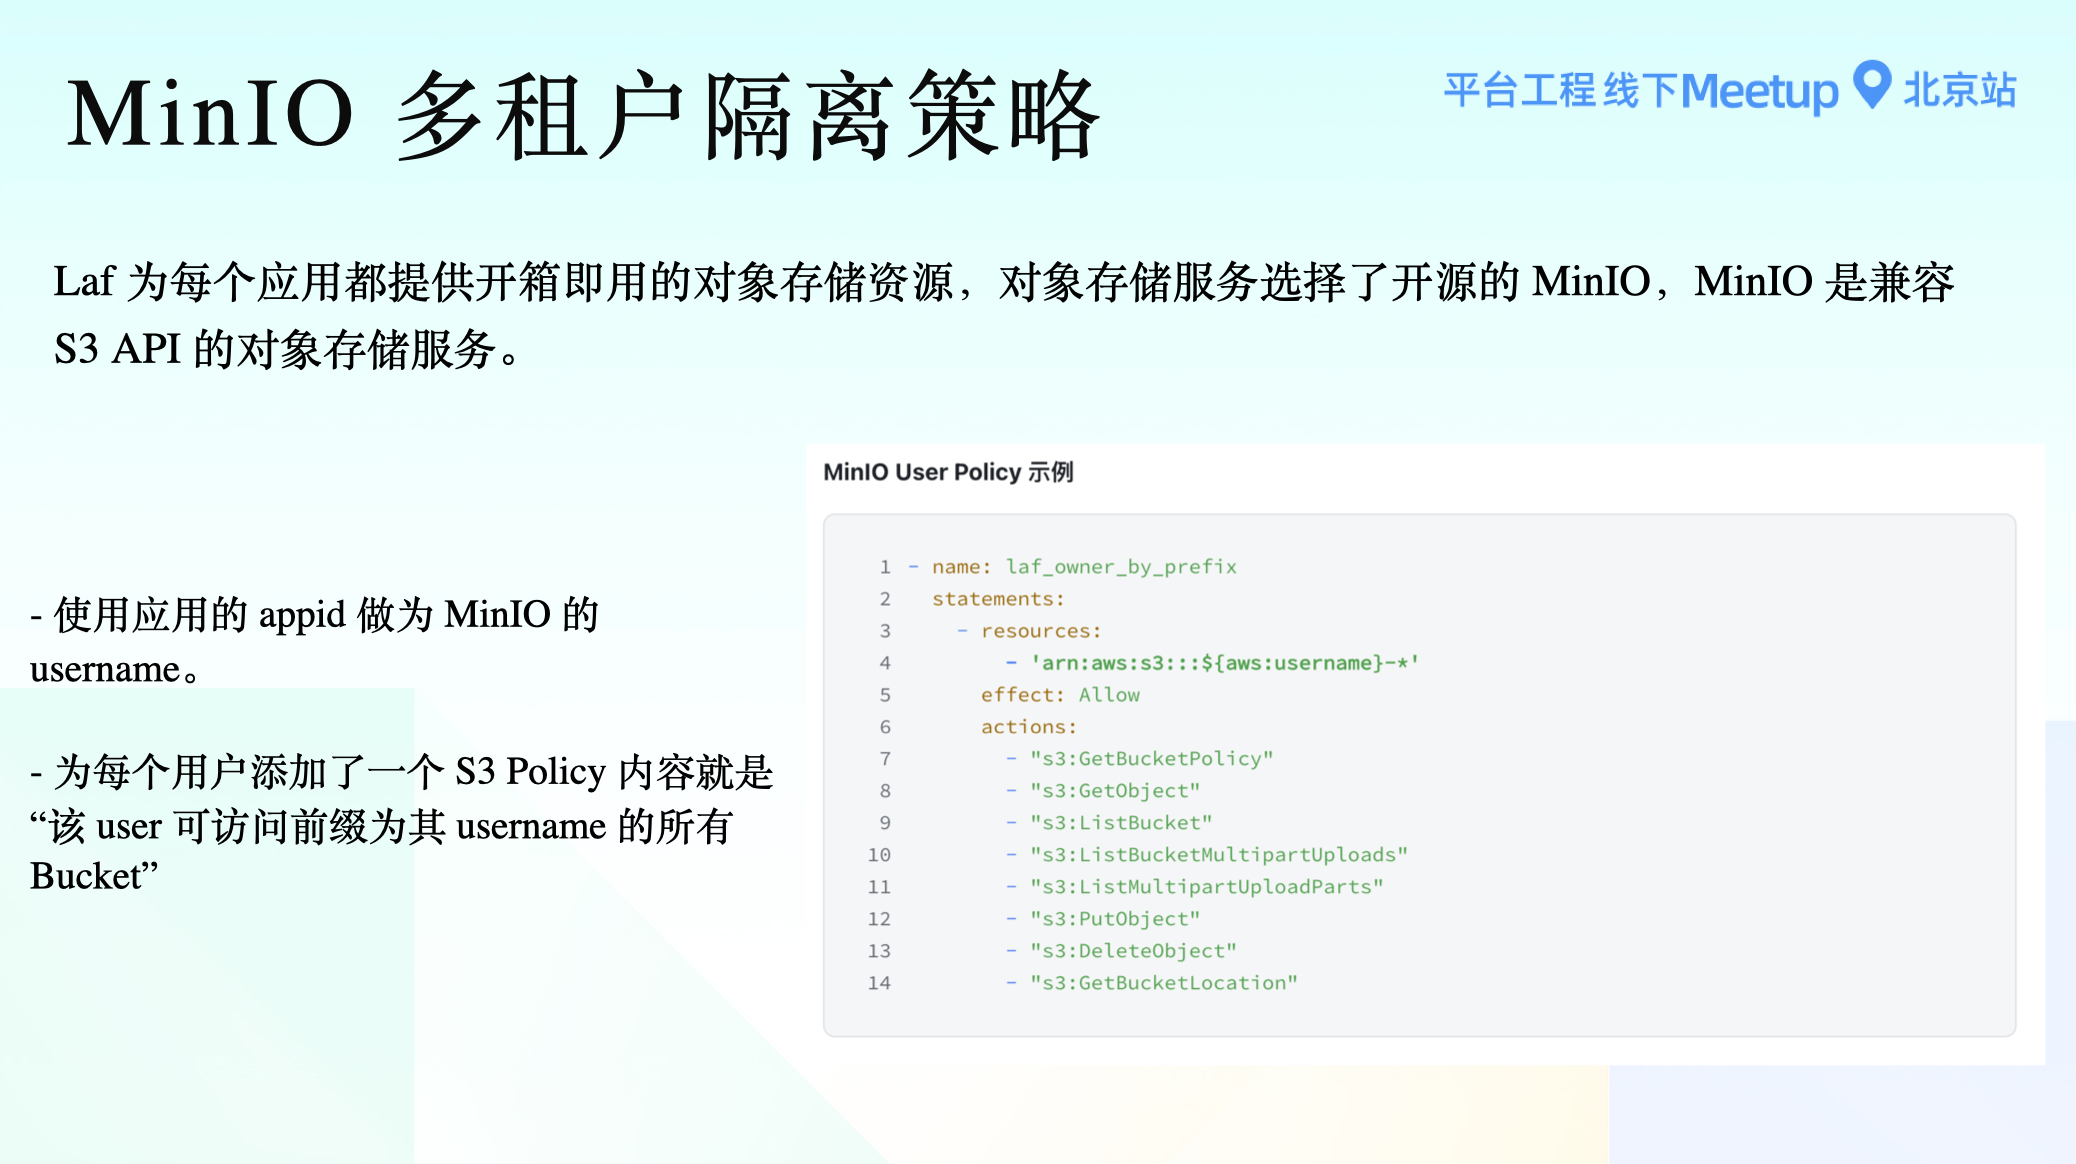 MinIO 多租户隔离策略
平台工程 线下Meetup 北京站
Laf 为每个应用都提供开箱即用的对象存储资源，对象存储服务选择了开源的 MinIO，MinIO 是兼容
S3 API 的对象存储服务。
- 使用应用的 appid 做为 MinIO 的
username。
- 为每个用户添加了一个 S3 Policy 内容就是
“该 user 可访问前缀为其 username 的所有
Bucket”
MinIO User Policy 示例
1 - name: laf_owner_by_prefix
2   statements:
3     - resources:
4         - 'arn:aws:s3:::${aws:username}-*'
5       effect: Allow
6       actions:
7         - "s3:GetBucketPolicy"
8         - "s3:GetObject"
9         - "s3:ListBucket"
10         - "s3:ListBucketMultipartUploads"
11         - "s3:ListMultipartUploadParts"
12         - "s3:PutObject"
13         - "s3:DeleteObject"
14         - "s3:GetBucketLocation"